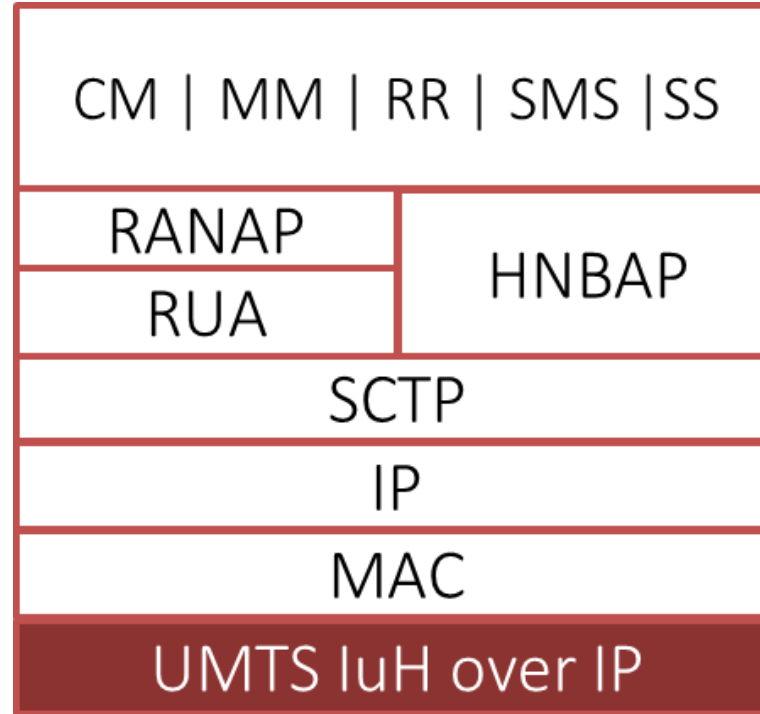 CM | MM | RR | SMS |SS
RANAP
RUA
HNBAP
SCTP
IP
MAC
UMTS IuH over IP